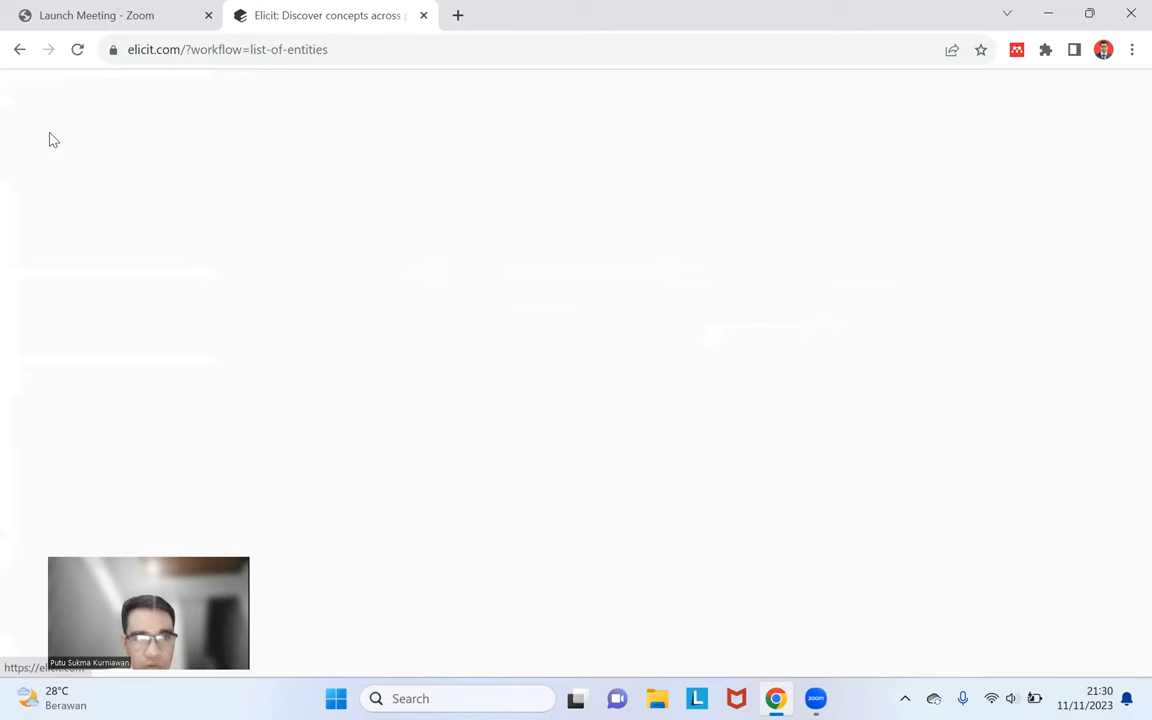 Launch Meeting - Zoom
Elicit: Discover concepts across
elicit.com/?workflow=list-of-entities
Putu Sukma Kurniawan
https://elicit.com
28°C
Berawan
Search
L
zoom
21:30
11/11/2023